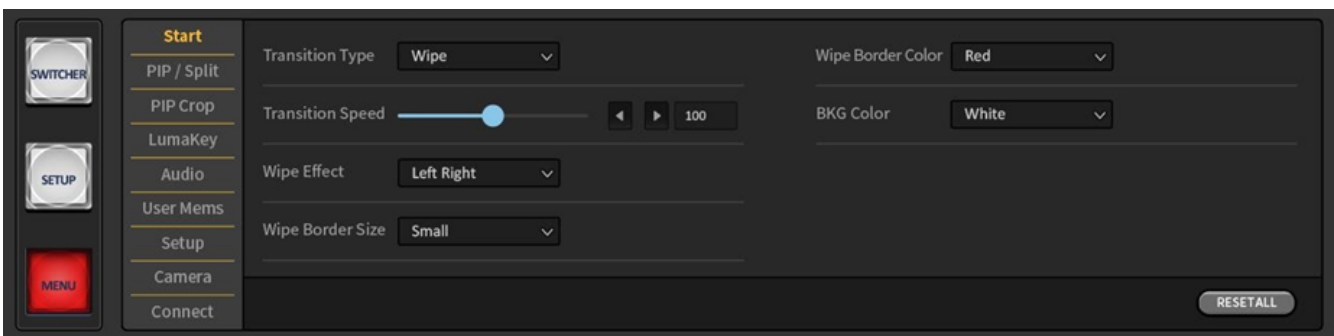 SWITCHER
SETUP
MENU
Start
PIP / Split
PIP Crop
LumaKey
Audio
User Mems
Setup
Camera
Connect
Transition Type Wipe
Transition Speed 100
Wipe Effect Left Right
Wipe Border Size Small
Wipe Border Color Red
BKG Color White
RESETALL